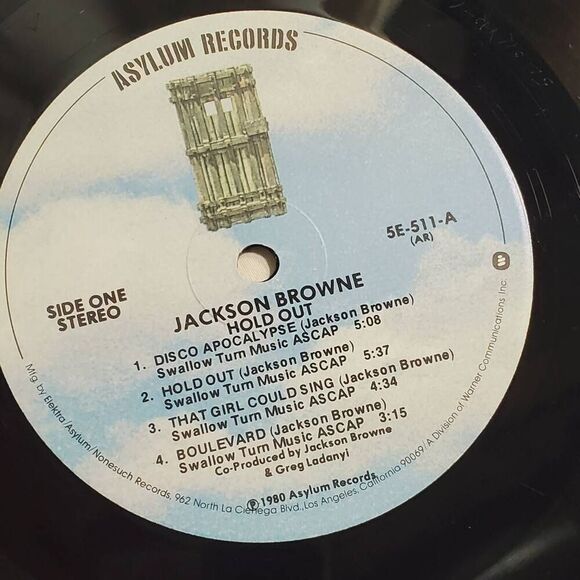 ASYLUM RECORDS
5E-511-A
(AR)
SIDE ONE
STEREO
JACKSON BROWNE
HOLD OUT
1. DISCO APOCALYPSE (Jackson Browne)
Swallow Turn Music ASCAP 5:08
2. HOLD OUT (Jackson Browne)
Swallow Turn Music ASCAP 5:37
3. THAT GIRL COULD SING (Jackson Browne)
Swallow Turn Music ASCAP 4:34
4. BOULEVARD (Jackson Browne)
Swallow Turn Music ASCAP 3:15
Co-Produced by Jackson Browne
& Greg Ladanyi
℗1980 Asylum Records
Mfg. by Elektra/Asylum/Nonesuch Records, 962 North La Cienega Blvd., Los Angeles, California 90069/A Division of Warner Communications Inc.